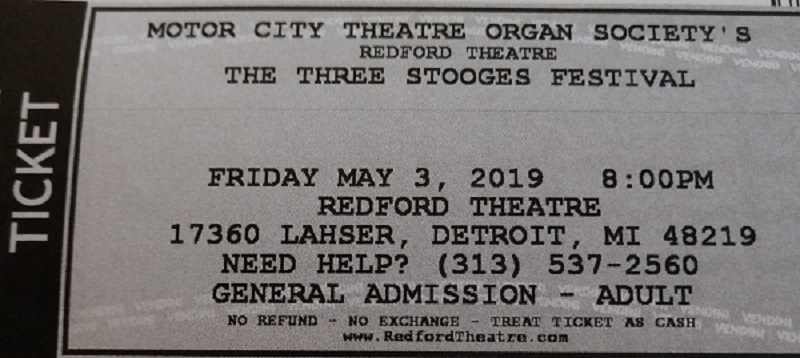 TICKET
MOTOR CITY THEATRE ORGAN SOCIETY'S
REDFORD THEATRE
THE THREE STOOGES FESTIVAL
FRIDAY MAY 3, 2019 8:00PM
REDFORD THEATRE
17360 LAHSER, DETROIT, MI 48219
NEED HELP? (313) 537-2560
GENERAL ADMISSION - ADULT
NO REFUND - NO EXCHANGE - TREAT TICKET AS CASH
www.RedfordTheatre.com